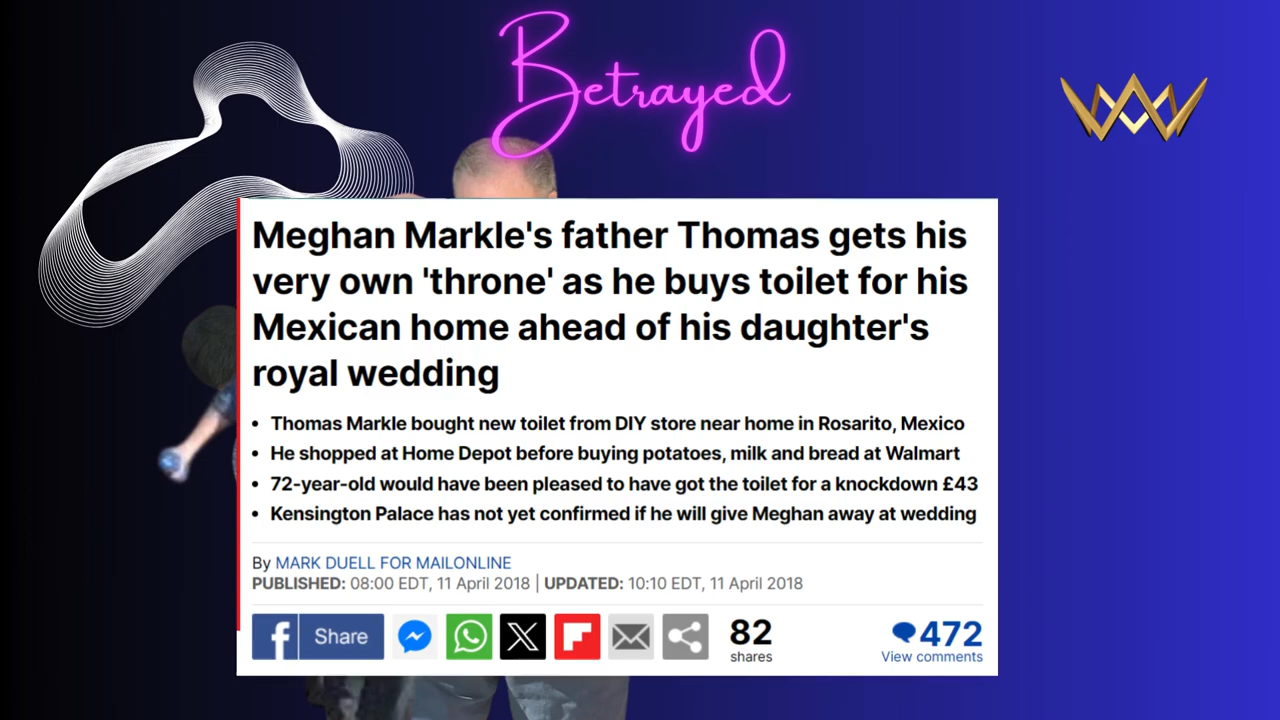 Betrayed
Meghan Markle's father Thomas gets his
very own 'throne' as he buys toilet for his
Mexican home ahead of his daughter's
royal wedding
• Thomas Markle bought new toilet from DIY store near home in Rosarito, Mexico
• He shopped at Home Depot before buying potatoes, milk and bread at Walmart
• 72-year-old would have been pleased to have got the toilet for a knockdown £43
• Kensington Palace has not yet confirmed if he will give Meghan away at wedding
By MARK DUELL FOR MAILONLINE
PUBLISHED: 08:00 EDT, 11 April 2018 | UPDATED: 10:10 EDT, 11 April 2018
Share
82
shares
472
View comments